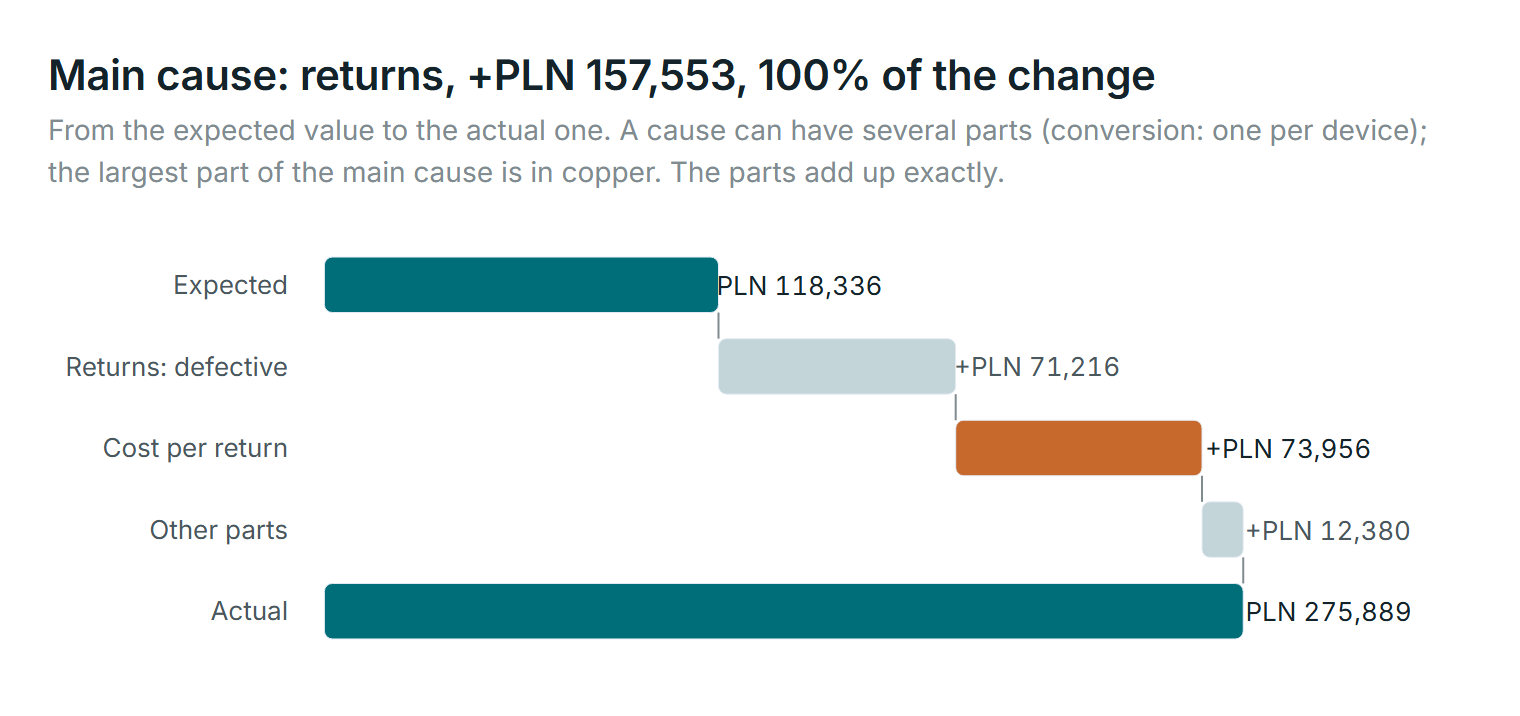 Main cause: returns, +PLN 157,553, 100% of the change
From the expected value to the actual one. A cause can have several parts (conversion: one per device);
the largest part of the main cause is in copper. The parts add up exactly.
Expected PLN 118,336
Returns: defective +PLN 71,216
Cost per return +PLN 73,956
Other parts +PLN 12,380
Actual PLN 275,889